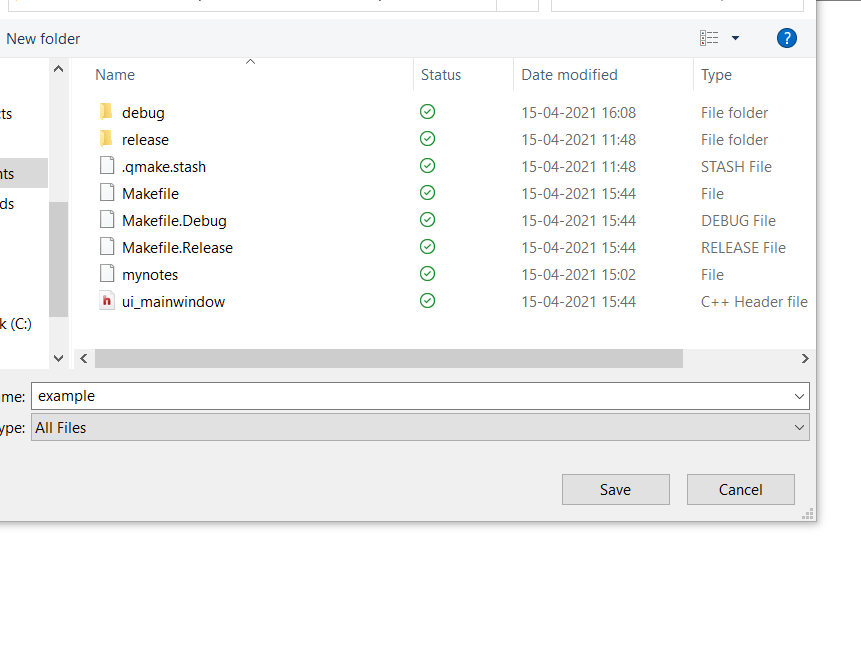 New folder
Name Status Date modified Type
debug 15-04-2021 16:08 File folder
release 15-04-2021 11:48 File folder
.qmake.stash 15-04-2021 11:48 STASH File
Makefile 15-04-2021 15:44 File
Makefile.Debug 15-04-2021 15:44 DEBUG File
Makefile.Release 15-04-2021 15:44 RELEASE File
mynotes 15-04-2021 15:02 File
h ui_mainwindow 15-04-2021 15:44 C++ Header file
cts
nts
ds
k (C:)
me: example
ype: All Files
Save Cancel